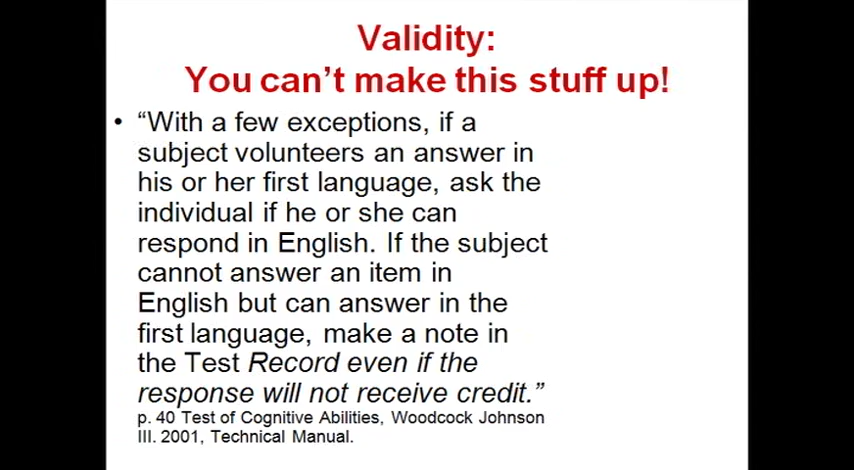 Validity:
You can't make this stuff up!
• “With a few exceptions, if a
subject volunteers an answer in
his or her first language, ask the
individual if he or she can
respond in English. If the subject
cannot answer an item in
English but can answer in the
first language, make a note in
the Test Record even if the
response will not receive credit.”
p. 40 Test of Cognitive Abilities, Woodcock Johnson
III. 2001, Technical Manual.